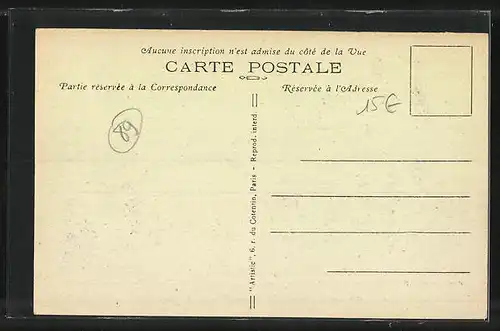 Aucune inscription n'est admise du côté de la Vue
CARTE POSTALE
Partie réservée à la Correspondance
Réservée à l'Adresse
15€
89
"Artistic", 6, r. du Cotentin, Paris - Reprod. interd.